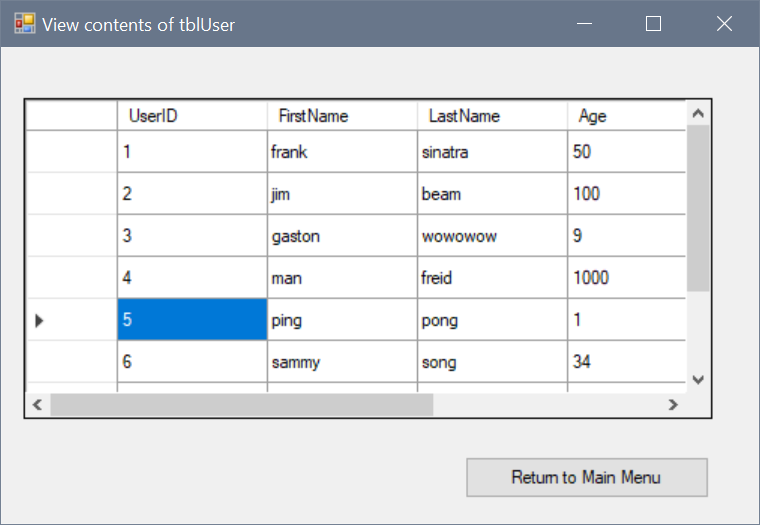 View contents of tblUser
UserID FirstName LastName Age
1 frank sinatra 50
2 jim beam 100
3 gaston wowowow 9
4 man freid 1000
5 ping pong 1
6 sammy song 34
Return to Main Menu